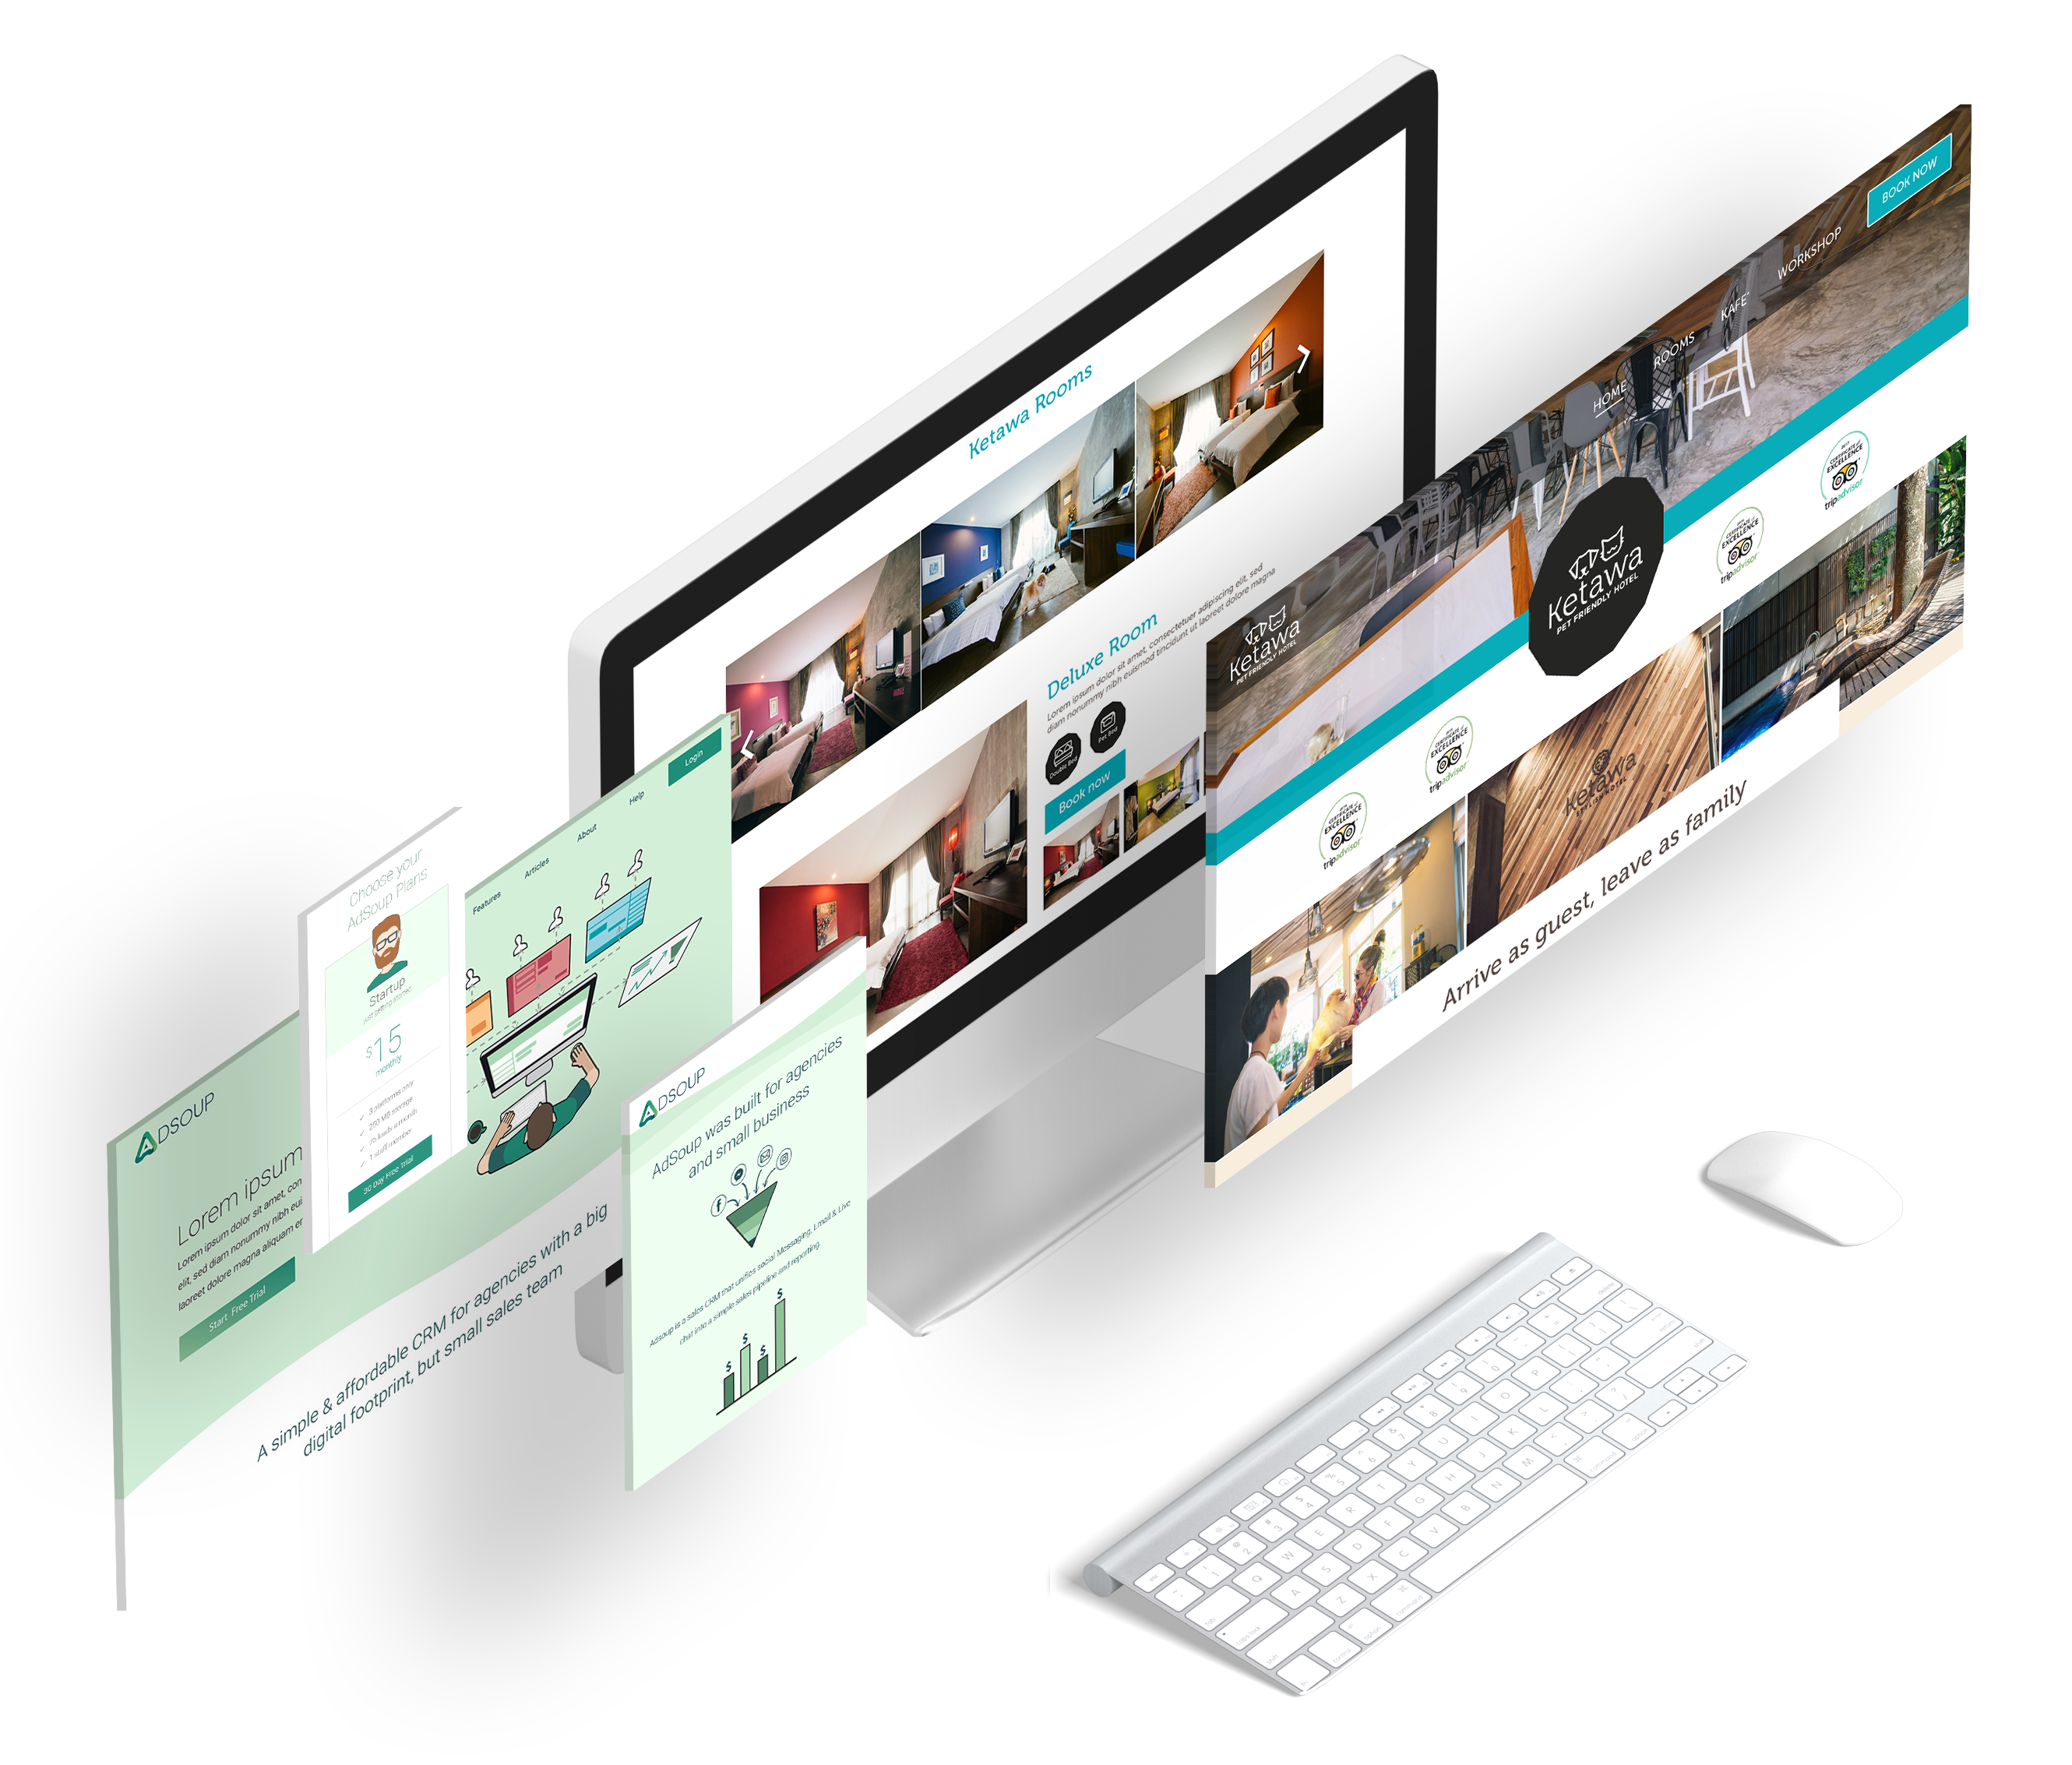 Ketawa Rooms
Deluxe Room
Lorem ipsum dolor sit amet, consectetuer adipiscing elit, sed
diam nonummy nibh euismod tincidunt ut laoreet dolore magna
Double Bed
Pet Bed
Book now
BOOK NOW
HOME
ROOMS
KAFE'
WORKSHOP
Ketawa
PET FRIENDLY HOTEL
Ketawa
PET FRIENDLY HOTEL
CERTIFICATE of
EXCELLENCE
tripadvisor
CERTIFICATE of
EXCELLENCE
tripadvisor
CERTIFICATE of
EXCELLENCE
tripadvisor
CERTIFICATE of
EXCELLENCE
tripadvisor
Ketawa
Arrive as guest, leave as family
ADSOUP
Features
Articles
About
Help
Login
Lorem ipsum
Lorem ipsum dolor sit amet, con
elit, sed diam nonummy nibh eui
laoreet dolore magna aliquam er
Start Free Trial
A simple & affordable CRM for agencies with a big
digital footprint, but small sales team
Choose your
AdSoup Plans
Startup
just getting started
$15
monthly
3 platforms only
250 MB storage
25 leads a month
1 staff member
30 Day Free Trial
ADSOUP
AdSoup was built for agencies
and small business
Adsoup is a sales CRM that unifies social Messaging, Email & Live
chat into a simple sales pipeline and reporting.
$
$
$
$
Q W E R T Y U I O P
A S D F G H J K L
Z X C V B N M